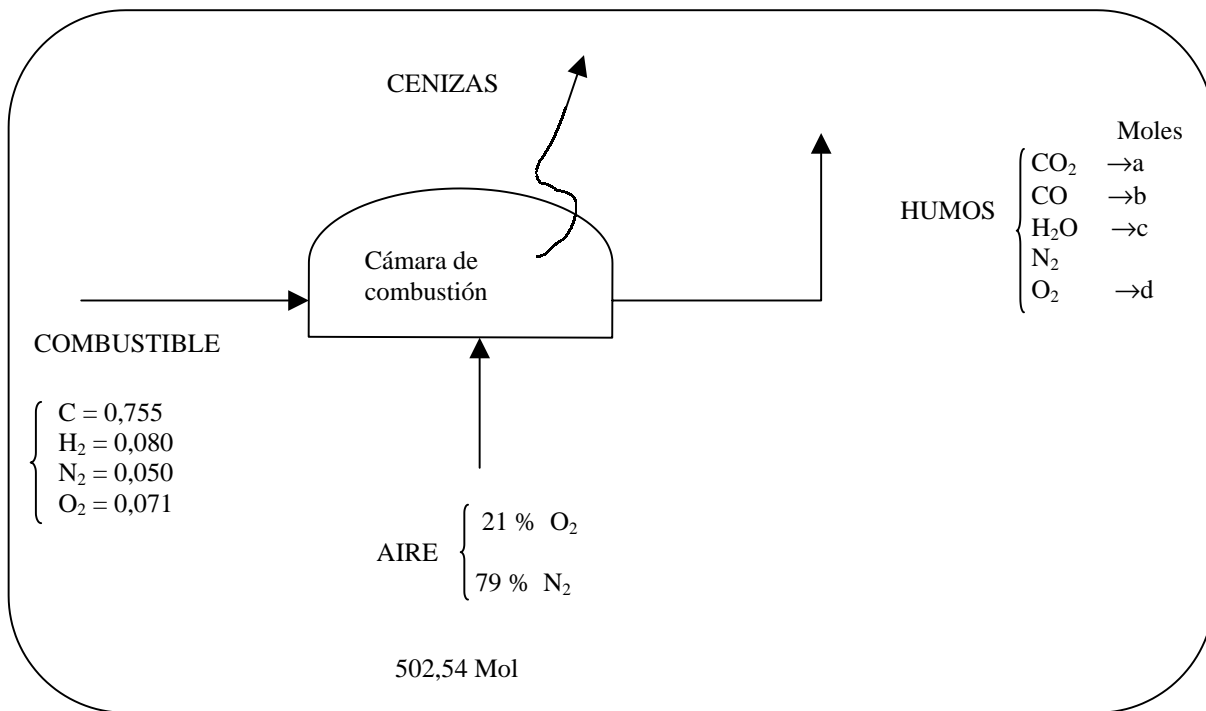 CENIZAS
Cámara de
combustión
COMBUSTIBLE
C = 0,755
H₂ = 0,080
N₂ = 0,050
O₂ = 0,071
AIRE
21 % O₂
79 % N₂
502,54 Mol
HUMOS
Moles
CO₂ →a
CO →b
H₂O →c
N₂
O₂ →d